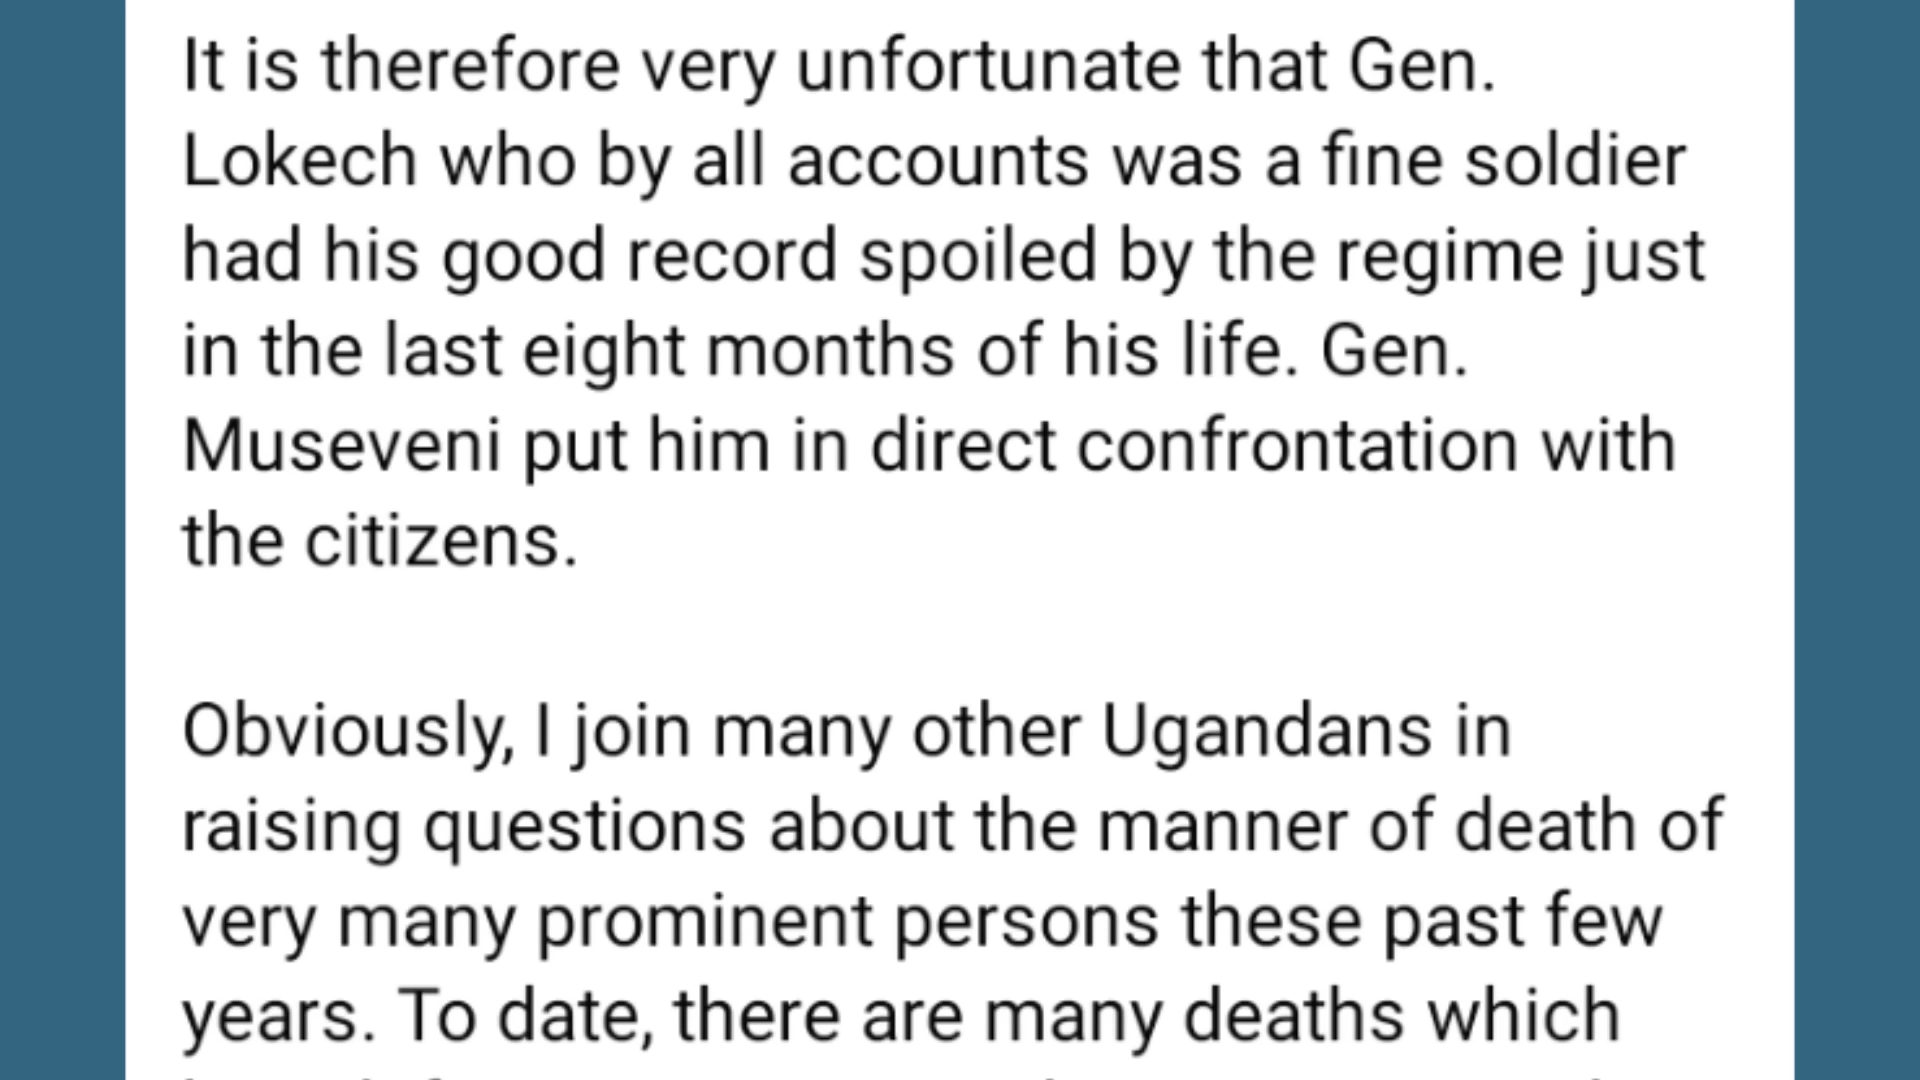 It is therefore very unfortunate that Gen.
Lokech who by all accounts was a fine soldier
had his good record spoiled by the regime just
in the last eight months of his life. Gen.
Museveni put him in direct confrontation with
the citizens.
Obviously, I join many other Ugandans in
raising questions about the manner of death of
very many prominent persons these past few
years. To date, there are many deaths which